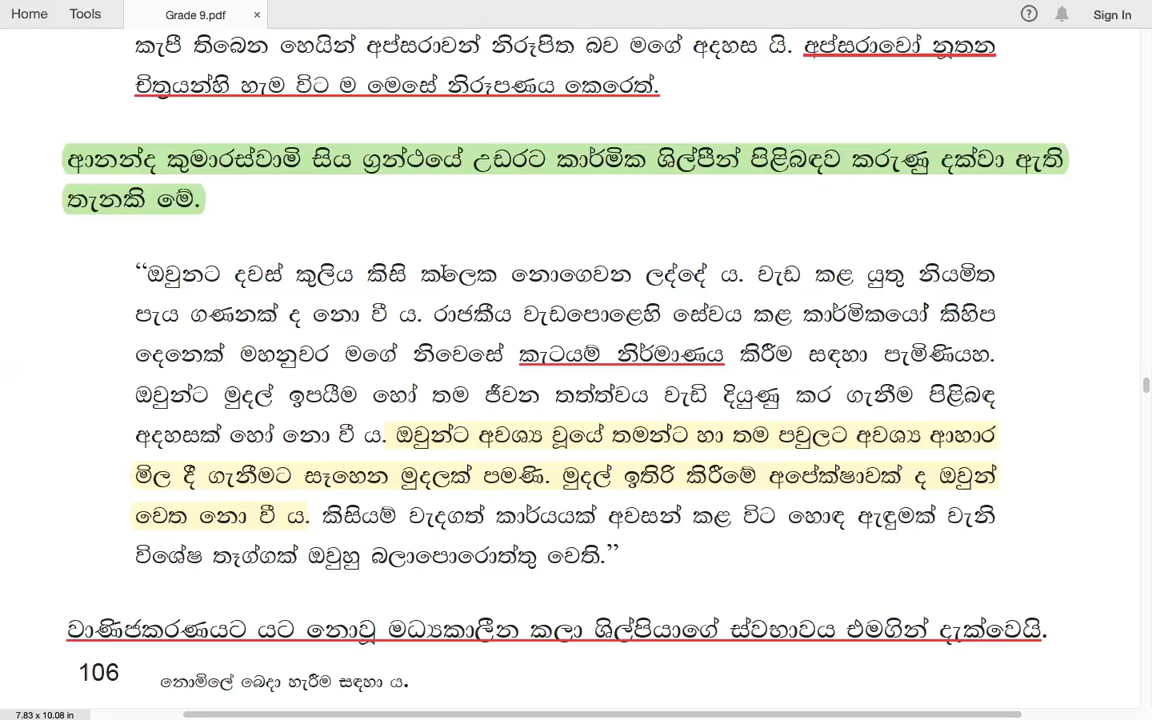 Home Tools Grade 9.pdf × Sign In
කැපී තිබෙන හෙයින් අප්සරාවන් නිරූපිත බව මගේ අදහස යි. අප්සරාවෝ නූතන
චිත්‍රයන්හි හැම විට ම මෙසේ නිරූපණය කෙරෙත්.
ආනන්ද කුමාරස්වාමි සිය ග්‍රන්ථයේ උඩරට කාර්මික ශිල්පීන් පිළිබඳව කරුණු දක්වා ඇති
තැනකි මේ.
“ඔවුනට දවස් කුලිය කිසි කලෙක නොගෙවන ලද්දේ ය. වැඩ කළ යුතු නියමිත
පැය ගණනක් ද නො වී ය. රාජකීය වැඩපොළෙහි සේවය කළ කාර්මිකයෝ කිහිප
දෙනෙක් මහනුවර මගේ නිවෙසේ කැටයම් නිර්මාණය කිරීම සඳහා පැමිණියහ.
ඔවුන්ට මුදල් ඉපයීම හෝ තම ජීවන තත්ත්වය වැඩි දියුණු කර ගැනීම පිළිබඳ
අදහසක් හෝ නො වී ය. ඔවුන්ට අවශ්‍ය වූයේ තමන්ට හා තම පවුලට අවශ්‍ය ආහාර
මිල දී ගැනීමට සෑහෙන මුදලක් පමණි. මුදල් ඉතිරි කිරීමේ අපේක්ෂාවක් ද ඔවුන්
වෙත නො වී ය. කිසියම් වැදගත් කාර්යයක් අවසන් කළ විට හොඳ ඇඳුමක් වැනි
විශේෂ තෑග්ගක් ඔවුහු බලාපොරොත්තු වෙති.”
වාණිජකරණයට යට නොවූ මධ්‍යකාලීන කලා ශිල්පියාගේ ස්වභාවය එමගින් දැක්වෙයි.
106 නොමිලේ බෙදා හැරීම සඳහා ය.
7.83 x 10.08 in